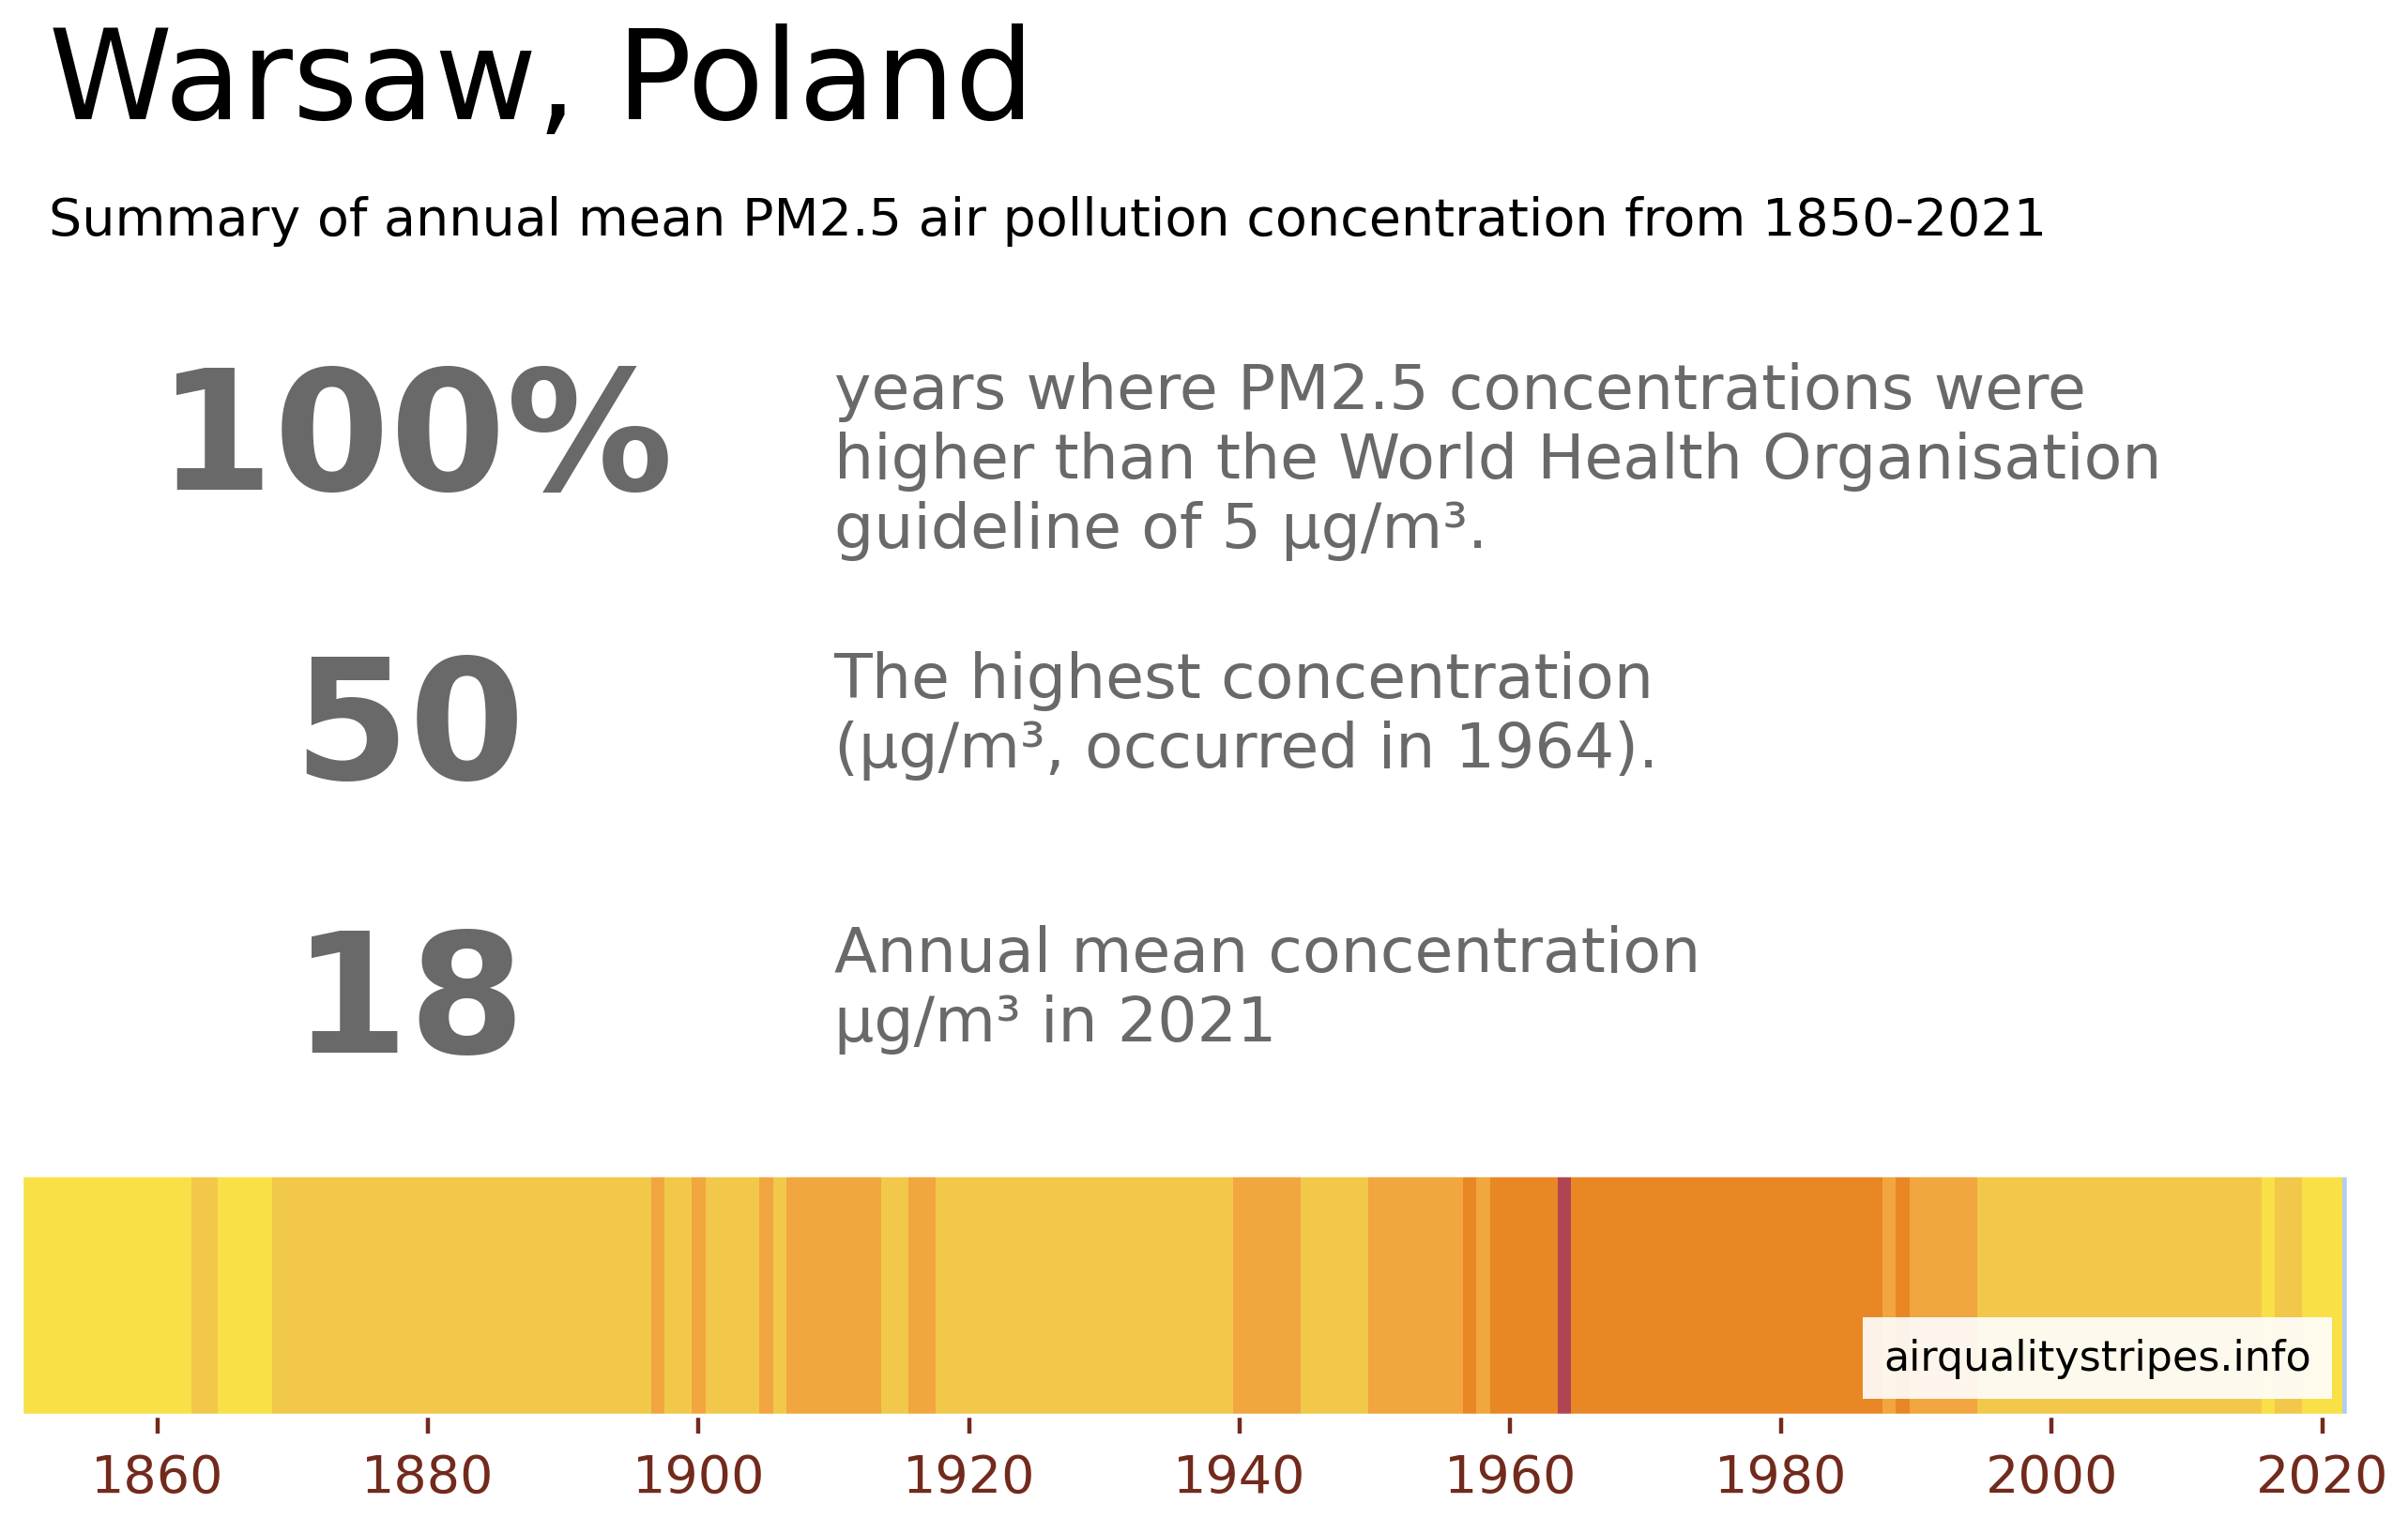 Warsaw, Poland
Summary of annual mean PM2.5 air pollution concentration from 1850-2021
100%
years where PM2.5 concentrations were
higher than the World Health Organisation
guideline of 5 µg/m³.
50
The highest concentration
(µg/m³, occurred in 1964).
18
Annual mean concentration
µg/m³ in 2021
airqualitystripes.info
1860 1880 1900 1920 1940 1960 1980 2000 2020